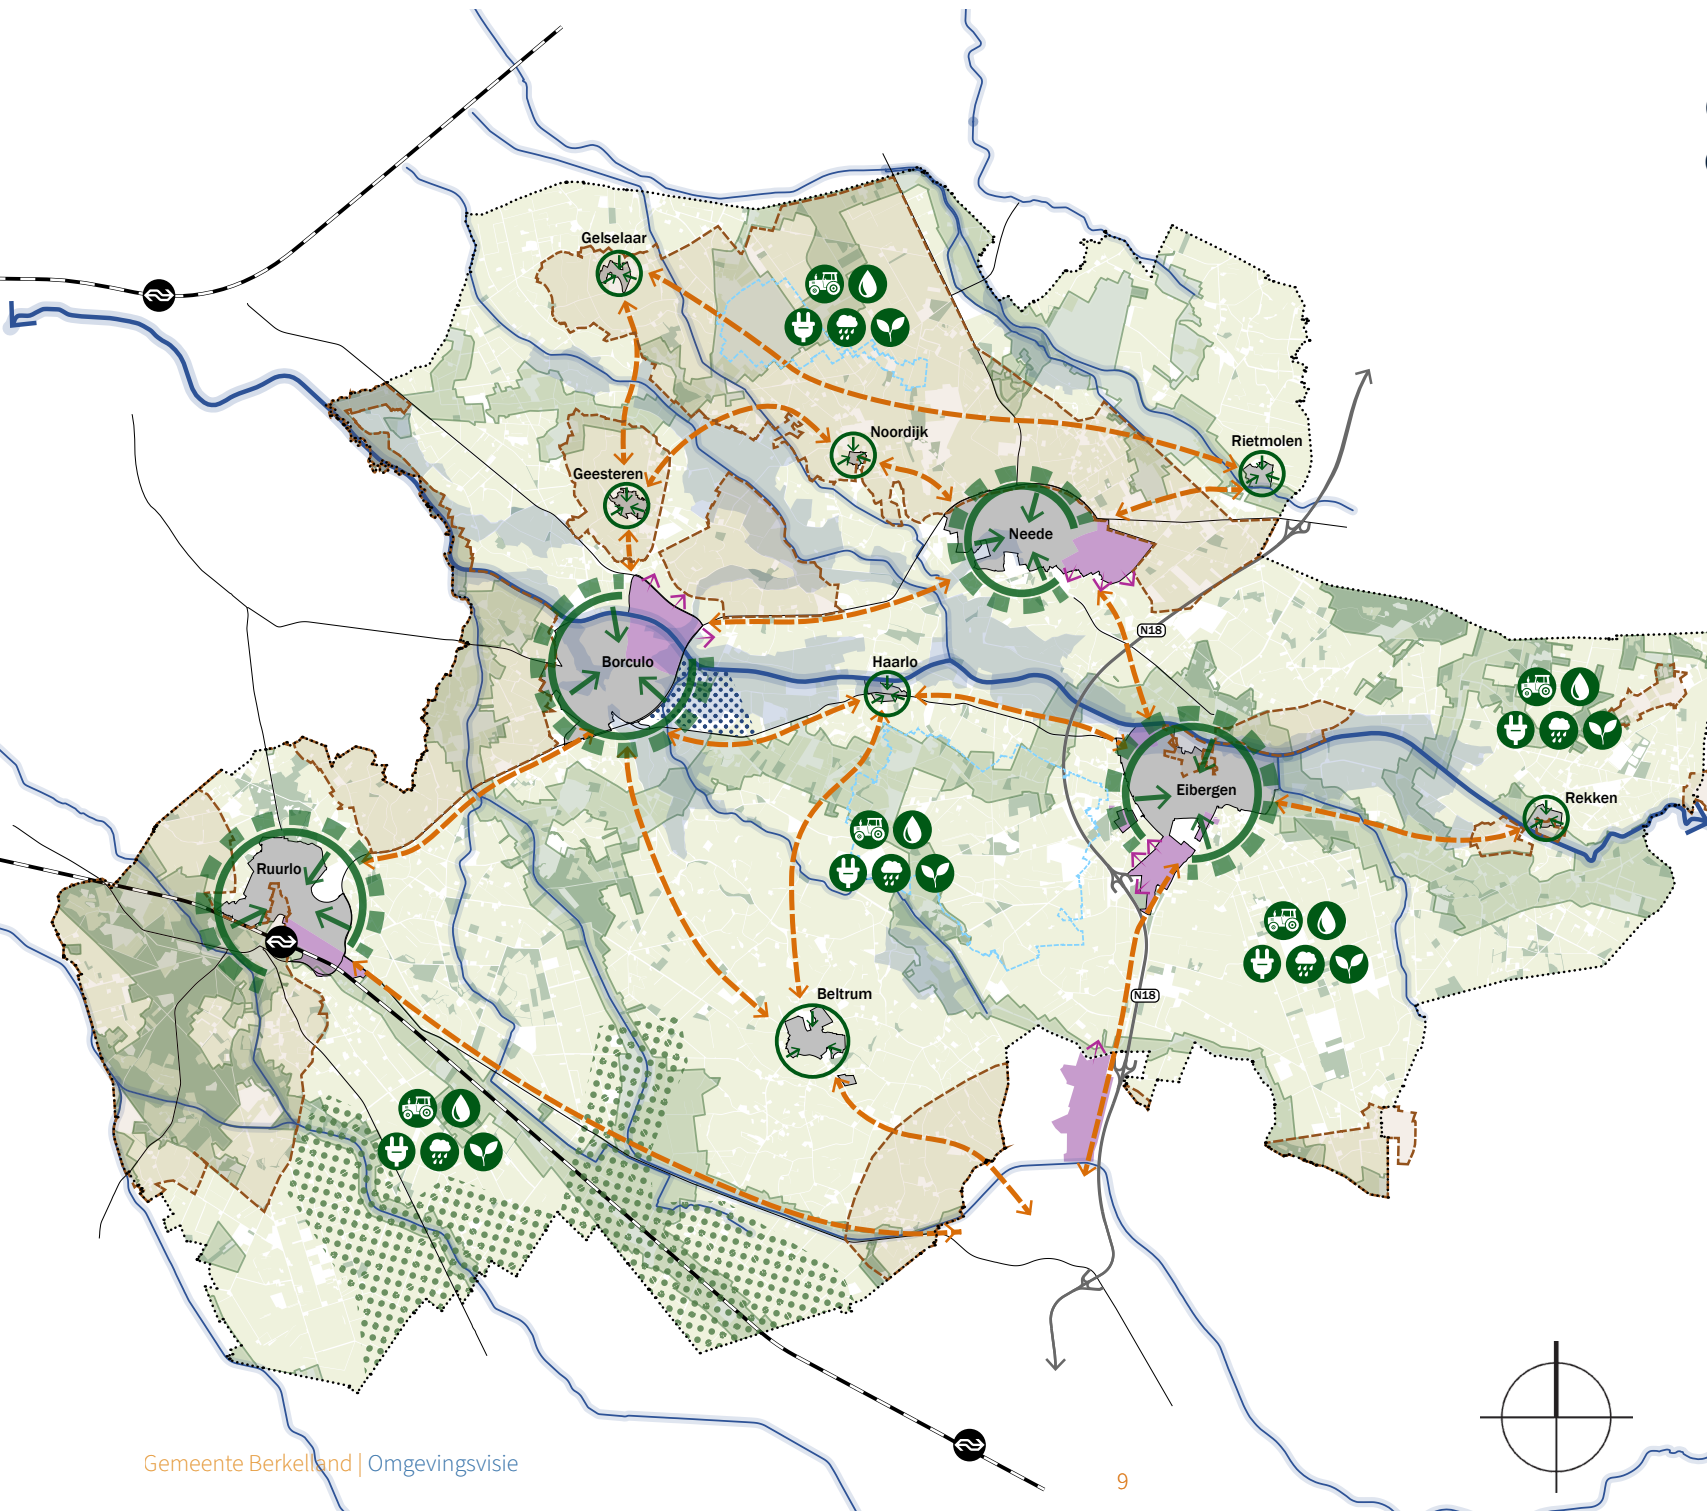 Gelselaar
Noordijk
Rietmolen
Geesteren
Neede
N18
Borculo
Haarlo
Eibergen
Rekken
Ruurlo
Beltrum
N18
Gemeente Berkelland | Omgevingsvisie
9